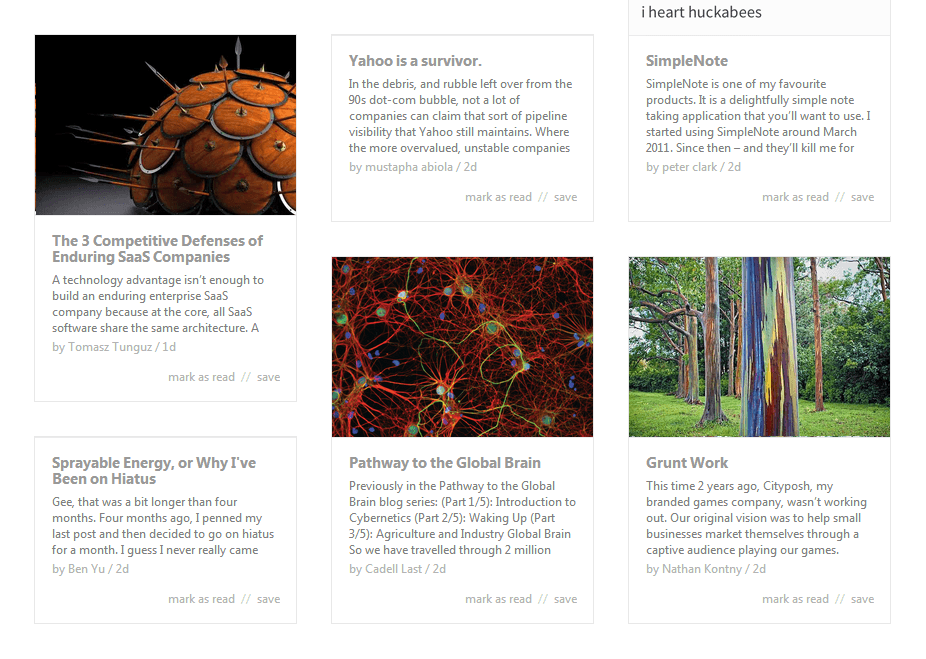 i heart huckabees
The 3 Competitive Defenses of
Enduring SaaS Companies
A technology advantage isn't enough to
build an enduring enterprise SaaS
company because at the core, all SaaS
software share the same architecture. A
by Tomasz Tunguz / 1d
mark as read // save
Sprayable Energy, or Why I've
Been on Hiatus
Gee, that was a bit longer than four
months. Four months ago, I penned my
last post and then decided to go on hiatus
for a month. I guess I never really came
by Ben Yu / 2d
mark as read // save
Yahoo is a survivor.
In the debris, and rubble left over from the
90s dot-com bubble, not a lot of
companies can claim that sort of pipeline
visibility that Yahoo still maintains. Where
the more overvalued, unstable companies
by mustapha abiola / 2d
mark as read // save
Pathway to the Global Brain
Previously in the Pathway to the Global
Brain blog series: (Part 1/5): Introduction to
Cybernetics (Part 2/5): Waking Up (Part
3/5): Agriculture and Industry Global Brain
So we have travelled through 2 million
by Cadell Last / 2d
mark as read // save
SimpleNote
SimpleNote is one of my favourite
products. It is a delightfully simple note
taking application that you'll want to use. I
started using SimpleNote around March
2011. Since then – and they'll kill me for
by peter clark / 2d
mark as read // save
Grunt Work
This time 2 years ago, Cityposh, my
branded games company, wasn't working
out. Our original vision was to help small
businesses market themselves through a
captive audience playing our games.
by Nathan Kontny / 2d
mark as read // save